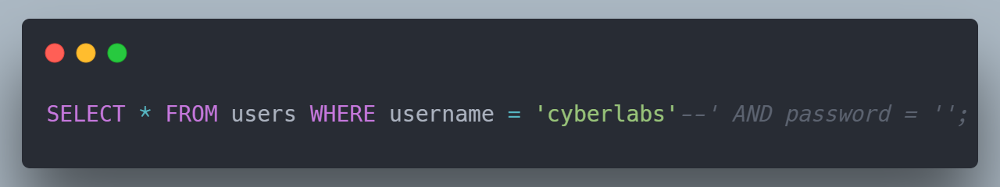 SELECT * FROM users WHERE username = 'cyberlabs'--' AND password = '';